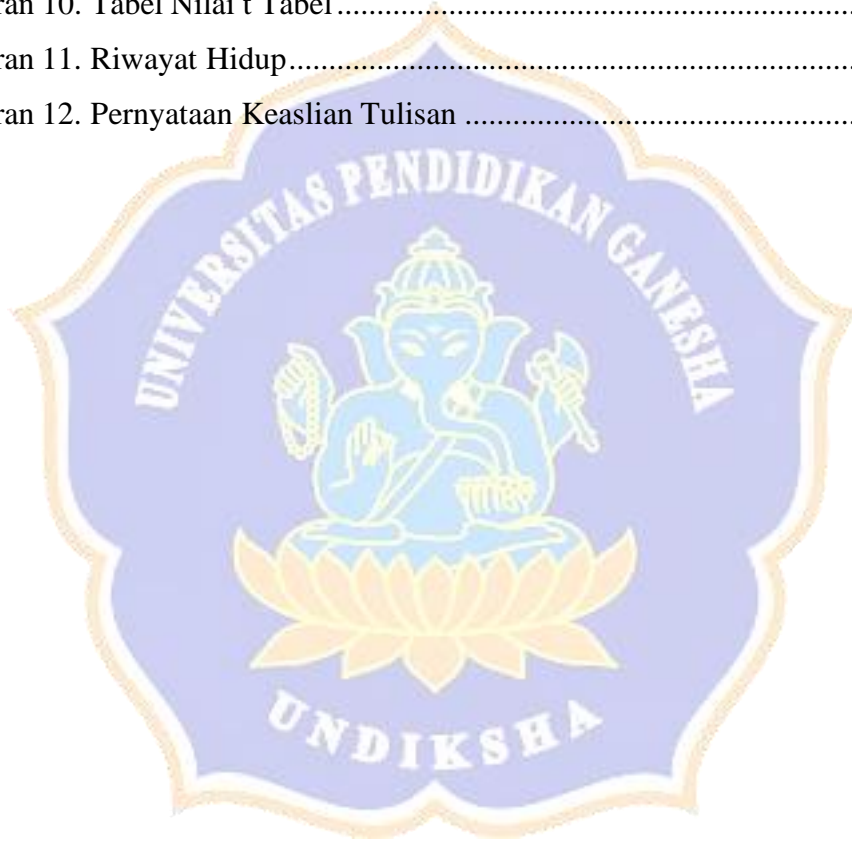 ran 10. Tabel Nilai t Tabel
ran 11. Riwayat Hidup
ran 12. Pernyataan Keaslian Tulisan
UNIVERSITAS PENDIDIKAN GANESHA
UNDIKSHA